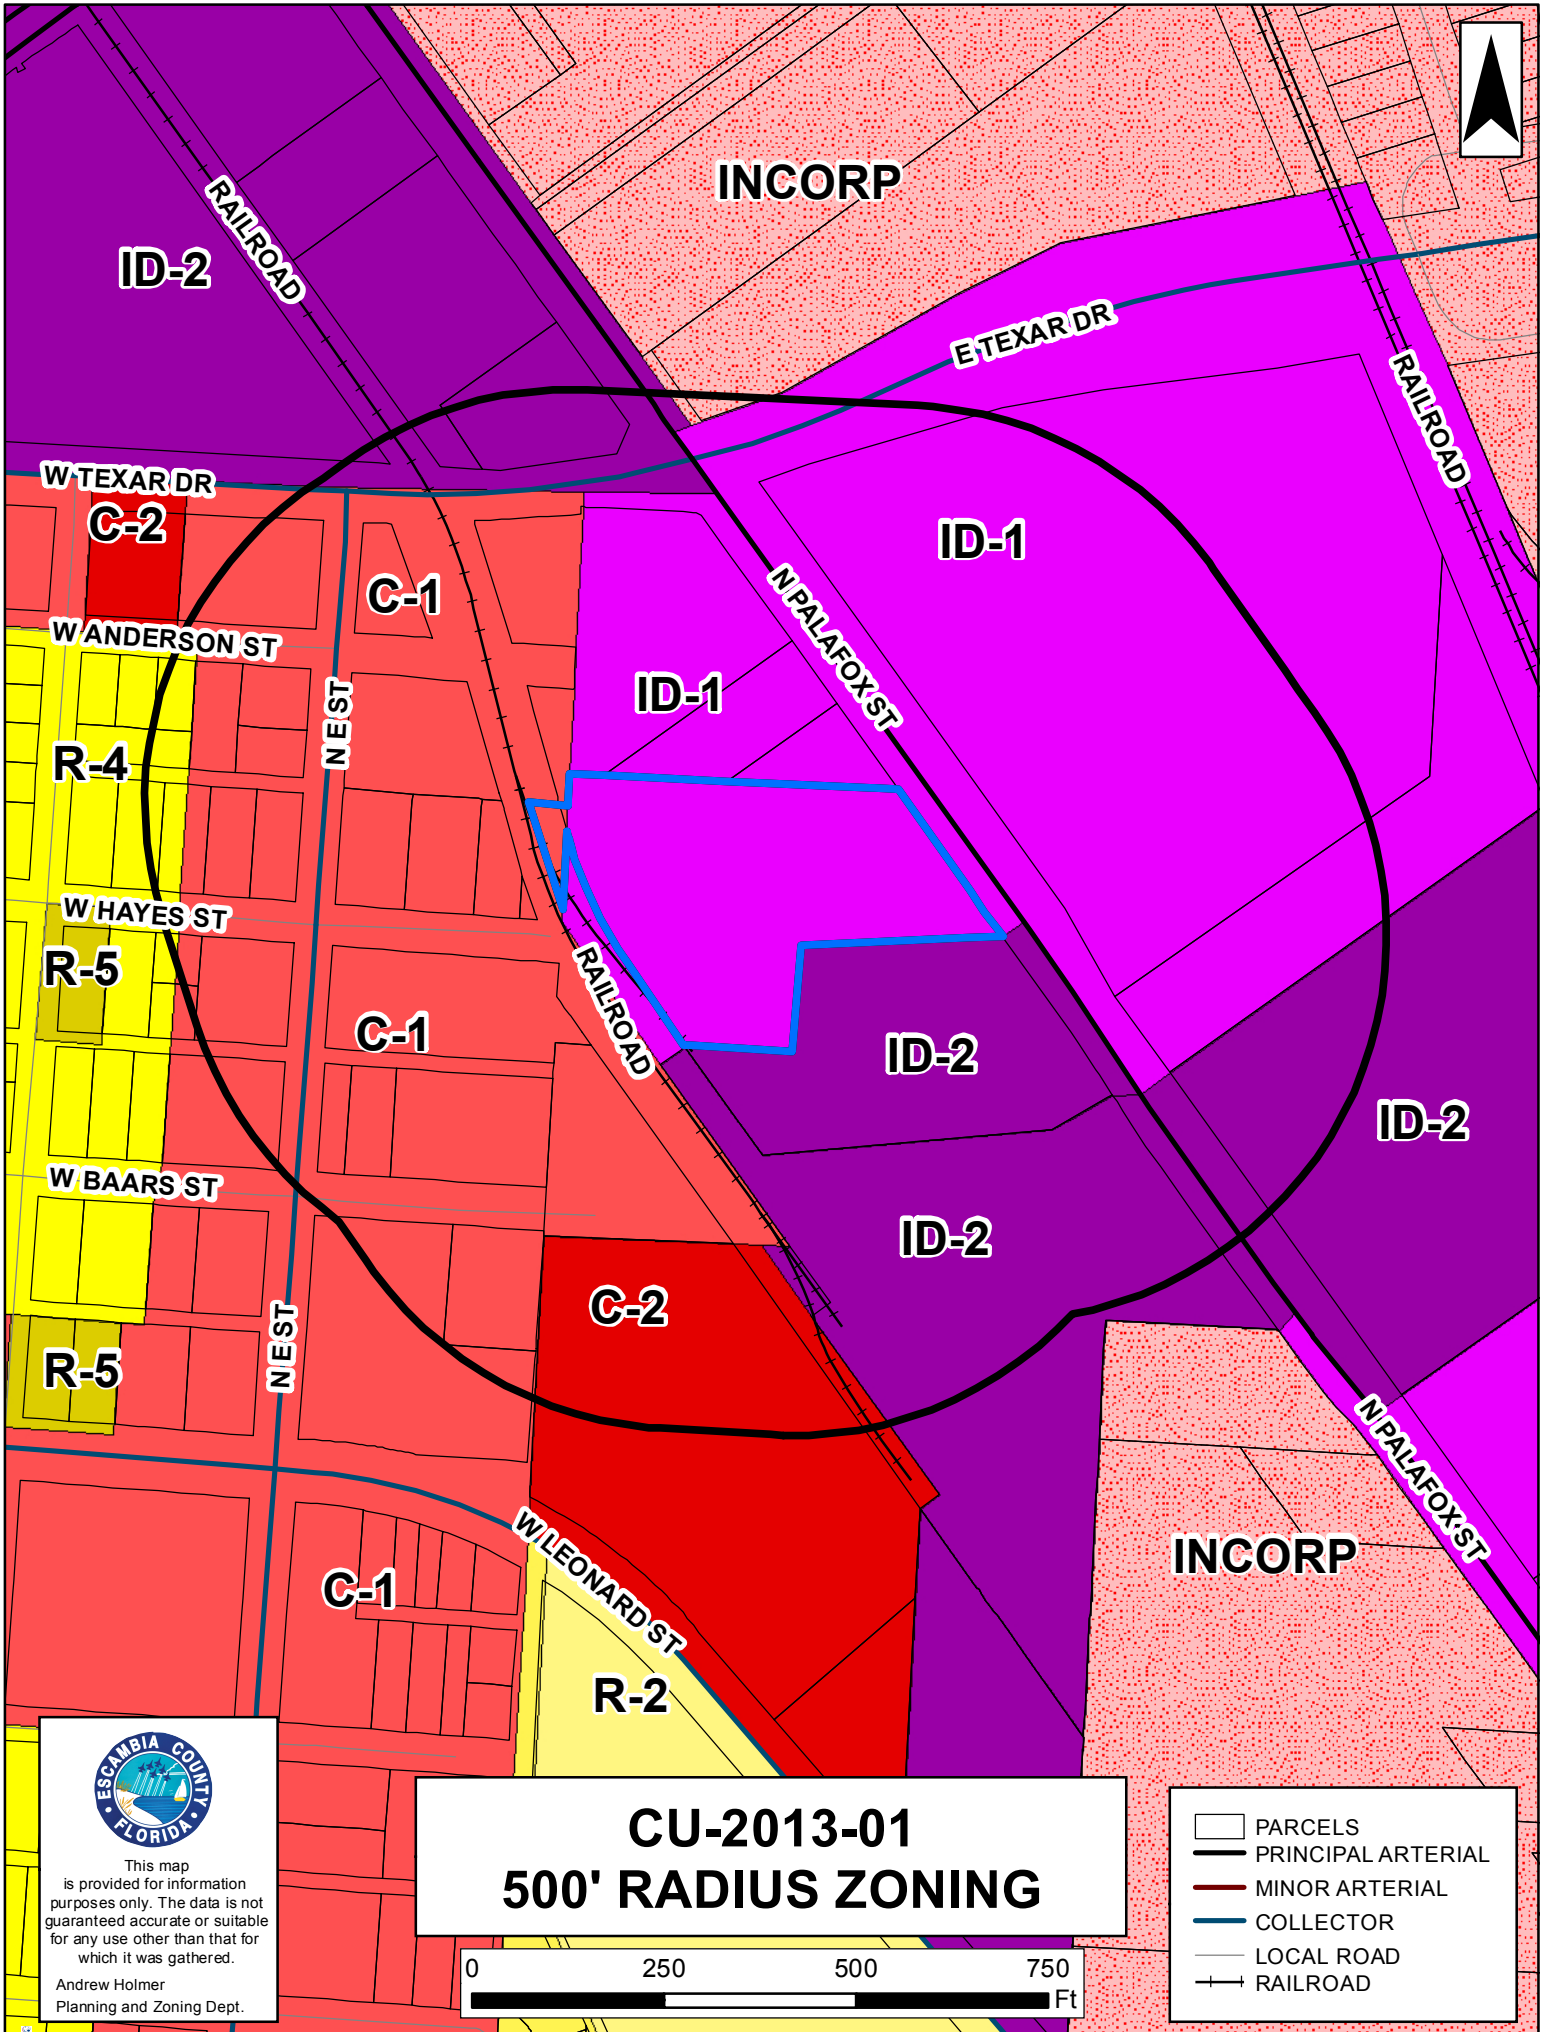 INCORP
RAILROAD
ID-2
E TEXAR DR
RAILROAD
W TEXAR DR
C-2
ID-1
C-1
N PALAFOX ST
W ANDERSON ST
ID-1
N E ST
R-4
W HAYES ST
R-5
RAILROAD
C-1
ID-2
ID-2
W BAARS ST
ID-2
C-2
N E ST
R-5
N PALAFOX ST
INCORP
W LEONARD ST
C-1
R-2
ESCAMBIA COUNTY
FLORIDA
This map
is provided for information
purposes only. The data is not
guaranteed accurate or suitable
for any use other than that for
which it was gathered.
Andrew Holmer
Planning and Zoning Dept.
CU-2013-01
500' RADIUS ZONING
0 250 500 750
Ft
PARCELS
PRINCIPAL ARTERIAL
MINOR ARTERIAL
COLLECTOR
LOCAL ROAD
RAILROAD